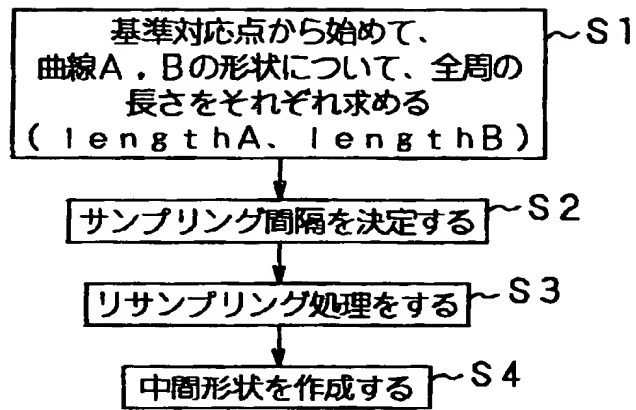 基準対応点から始めて、 ~S1
曲線A，Bの形状について、全周の
長さをそれぞれ求める
(lengthA、lengthB)
サンプリング間隔を決定する ~S2
リサンプリング処理をする ~S3
中間形状を作成する ~S4